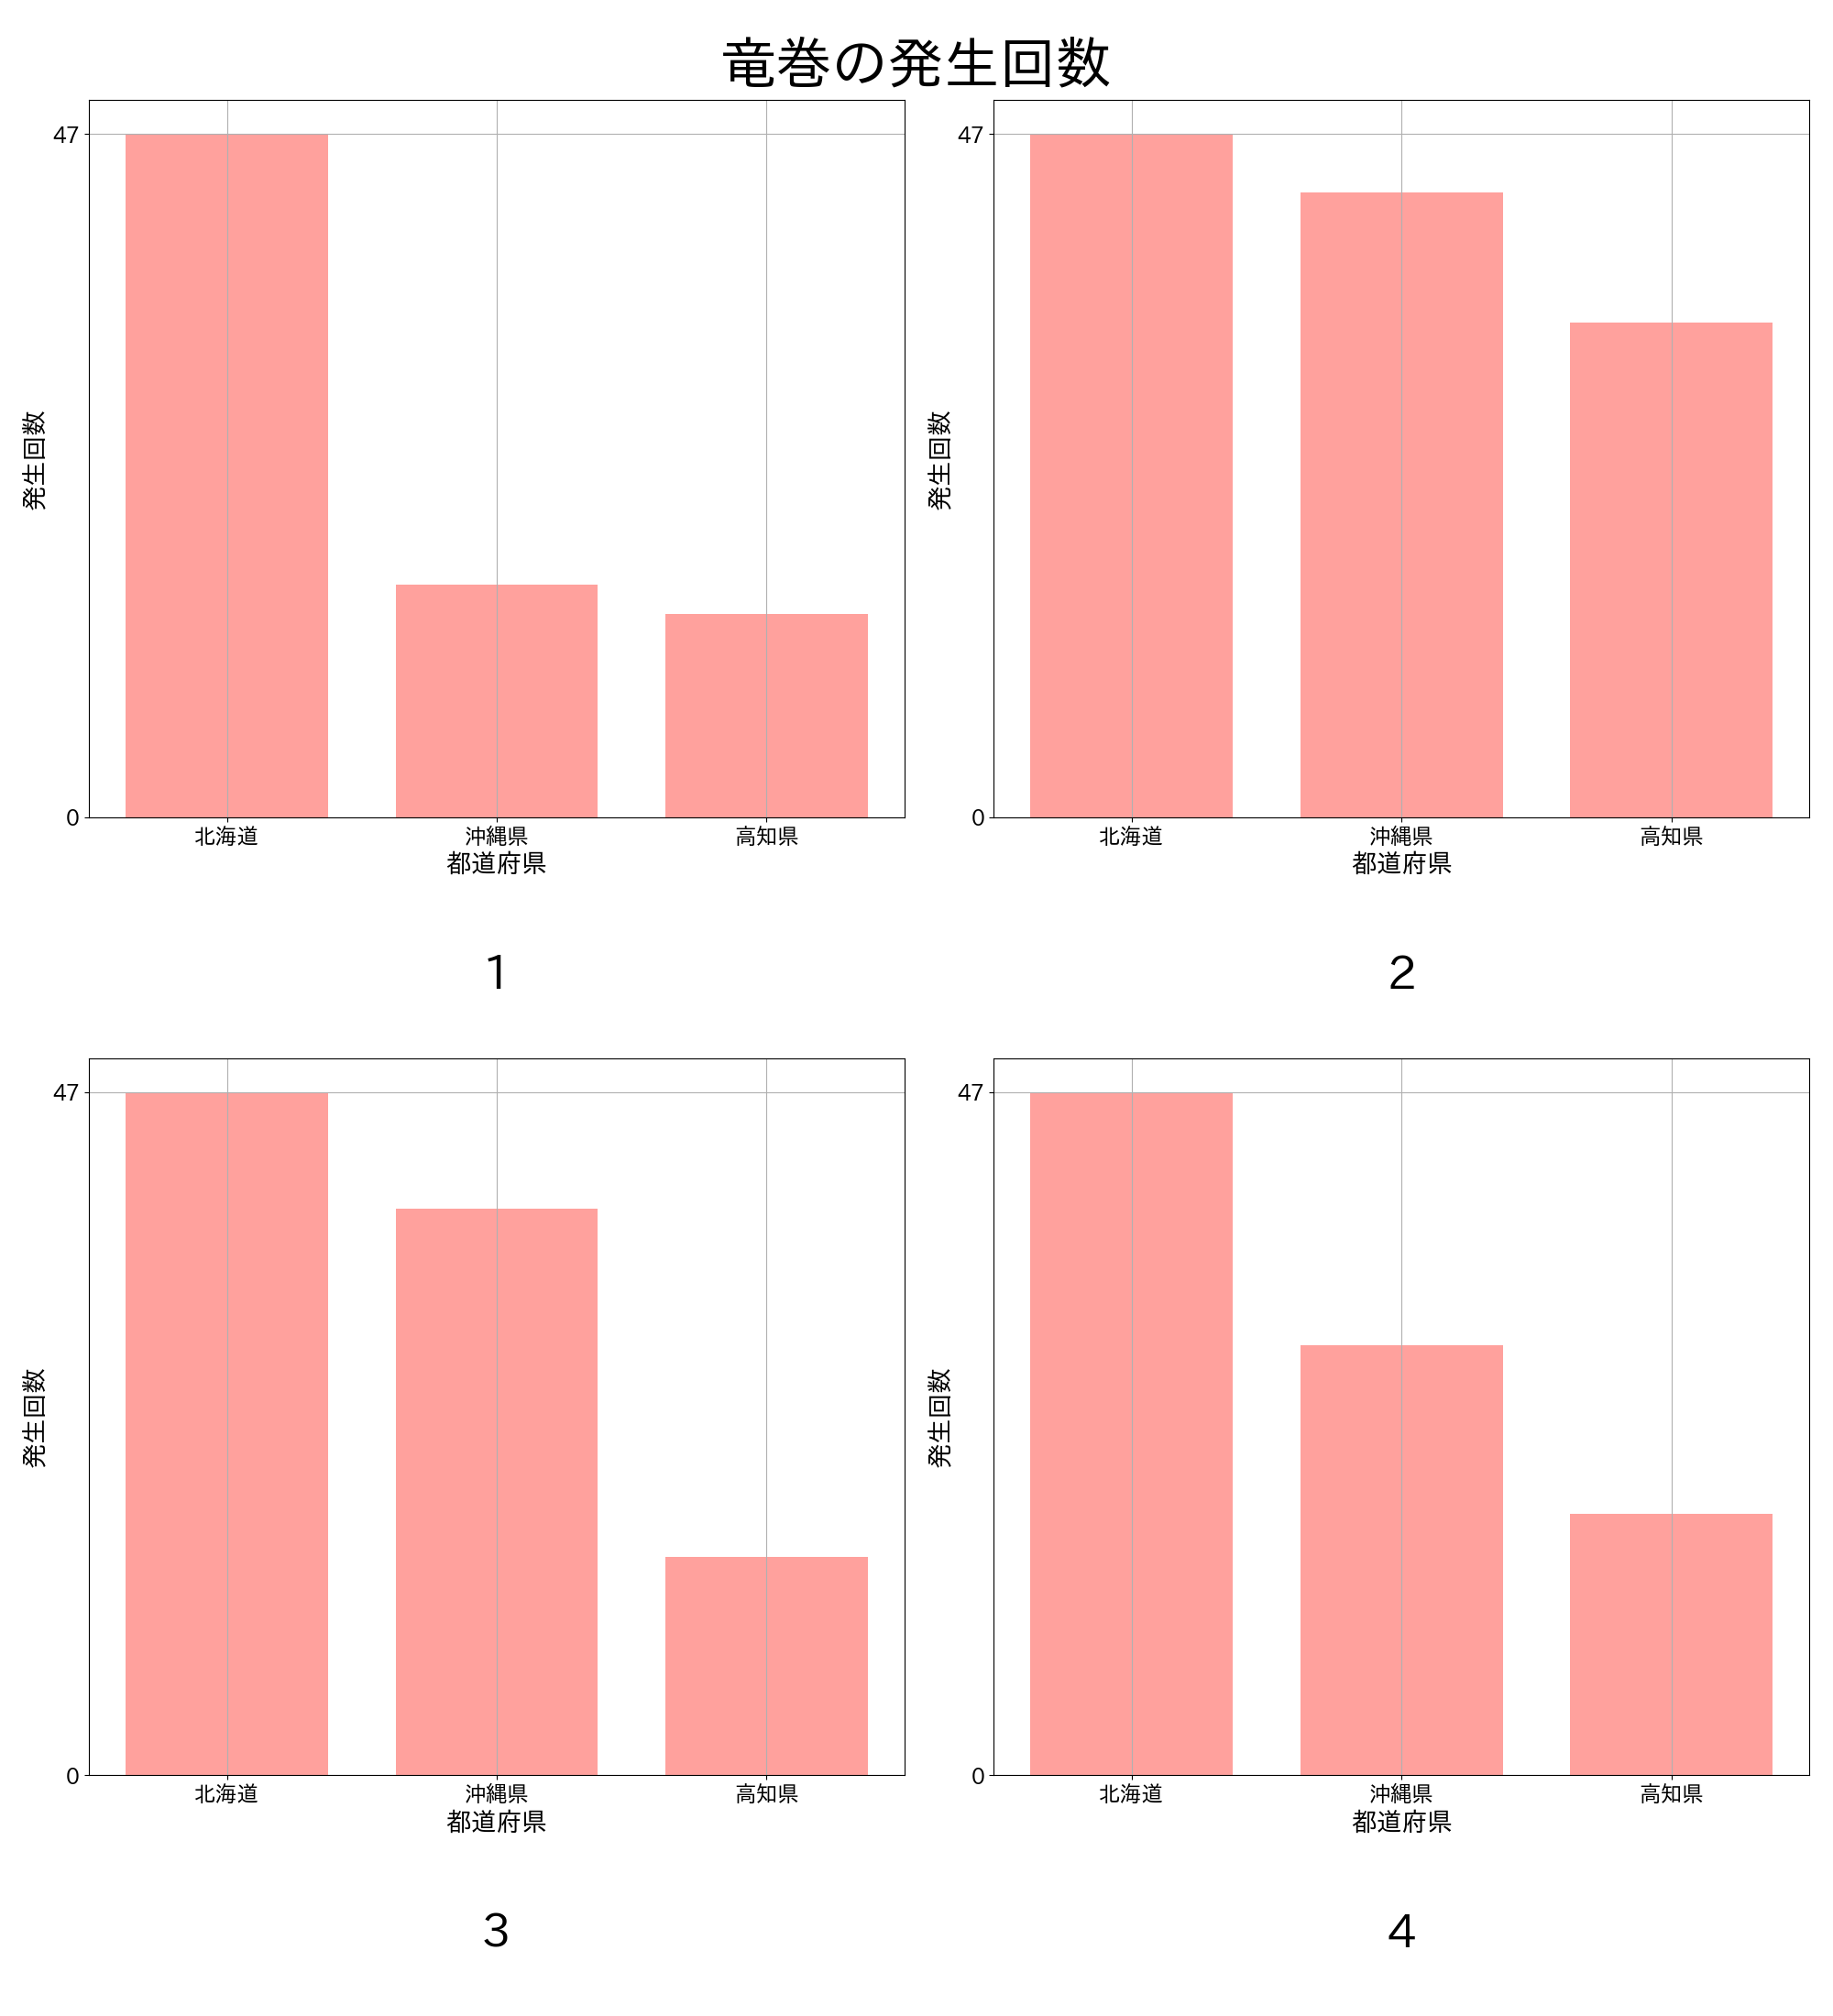 竜巻の発生回数
47
発生回数
0
北海道 沖縄県 高知県
都道府県
1
47
発生回数
0
北海道 沖縄県 高知県
都道府県
2
47
発生回数
0
北海道 沖縄県 高知県
都道府県
3
47
発生回数
0
北海道 沖縄県 高知県
都道府県
4